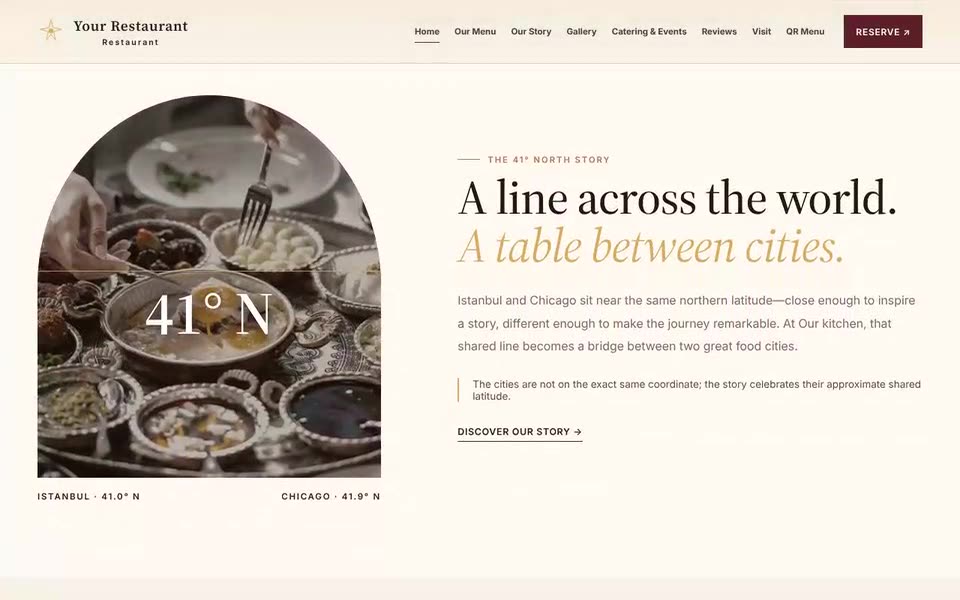 Your Restaurant
Restaurant
Home Our Menu Our Story Gallery Catering & Events Reviews Visit QR Menu RESERVE ↗
41° N
ISTANBUL · 41.0° N
CHICAGO · 41.9° N
THE 41° NORTH STORY
A line across the world.
A table between cities.
Istanbul and Chicago sit near the same northern latitude—close enough to inspire
a story, different enough to make the journey remarkable. At Our kitchen, that
shared line becomes a bridge between two great food cities.
The cities are not on the exact same coordinate; the story celebrates their approximate shared
latitude.
DISCOVER OUR STORY →